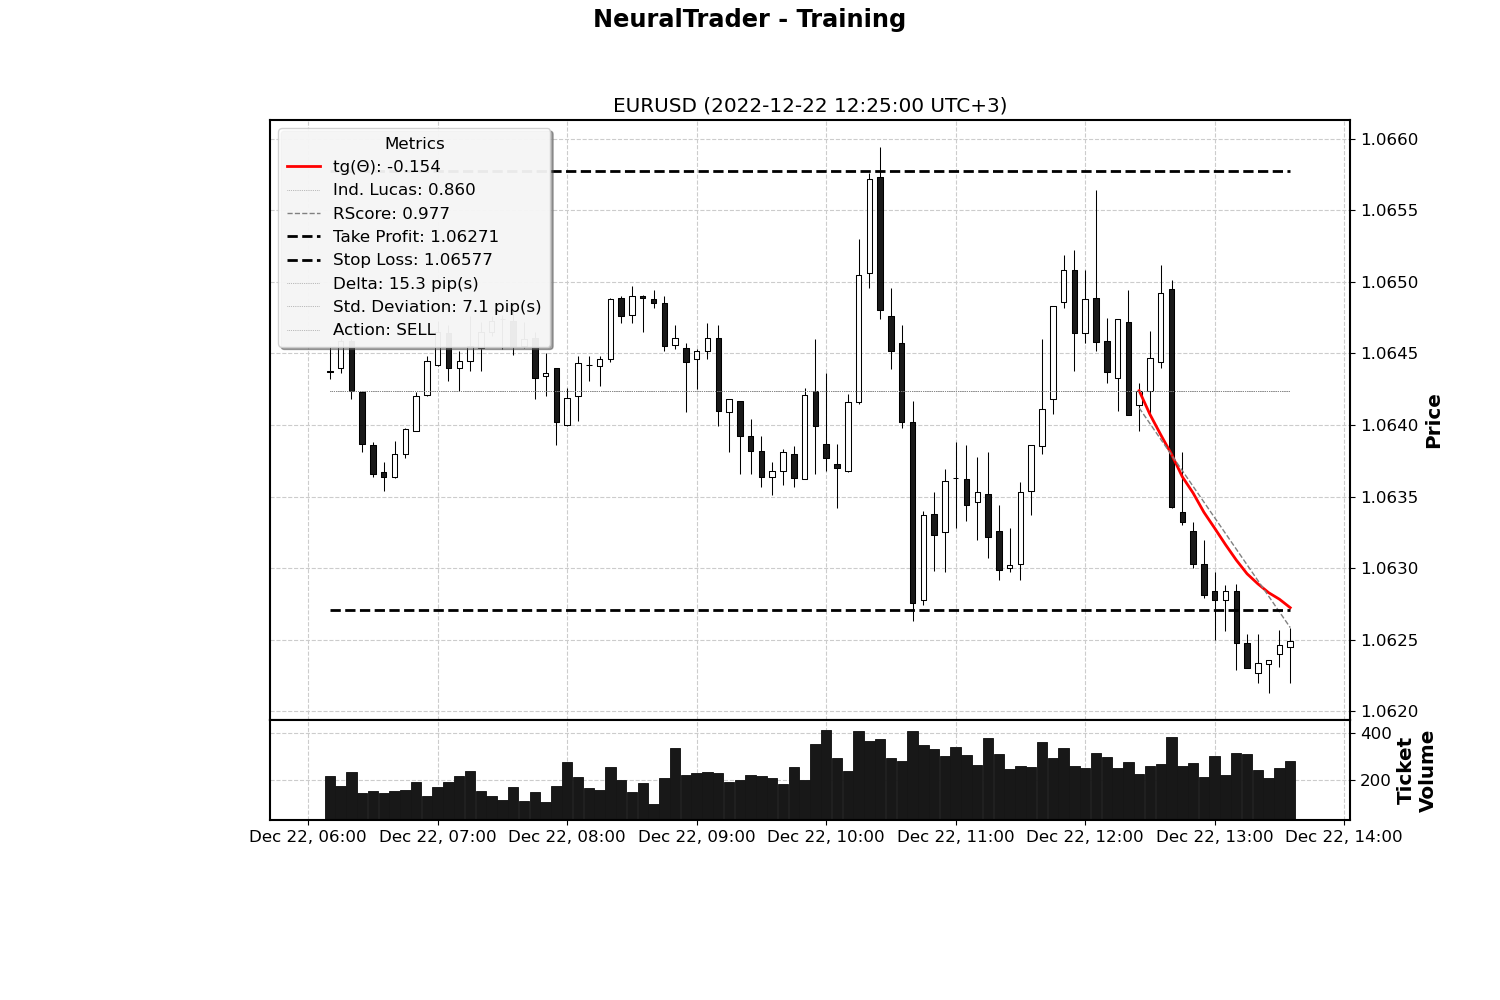 NeuralTrader - Training
EURUSD (2022-12-22 12:25:00 UTC+3)
Metrics
tg(Θ): -0.154
Ind. Lucas: 0.860
RScore: 0.977
Take Profit: 1.06271
Stop Loss: 1.06577
Delta: 15.3 pip(s)
Std. Deviation: 7.1 pip(s)
Action: SELL
1.0660
1.0655
1.0650
1.0645
1.0640
1.0635
1.0630
1.0625
1.0620
Price
400
200
Ticket
Volume
Dec 22, 06:00 Dec 22, 07:00 Dec 22, 08:00 Dec 22, 09:00 Dec 22, 10:00 Dec 22, 11:00 Dec 22, 12:00 Dec 22, 13:00 Dec 22, 14:00